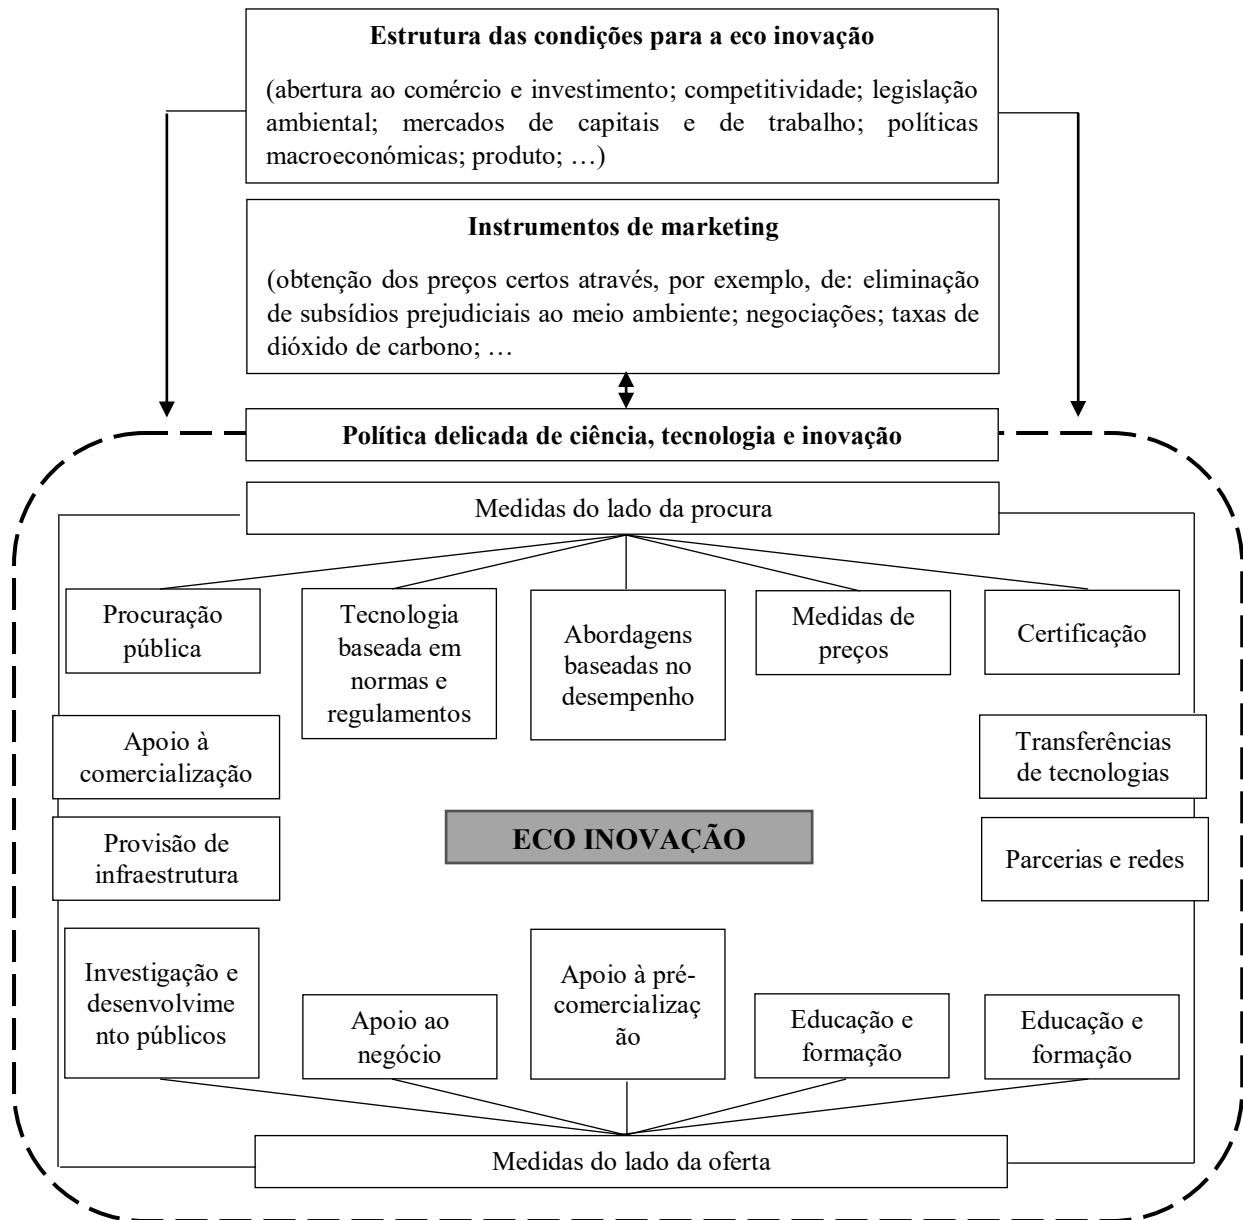 Estrutura das condições para a eco inovação
(abertura ao comércio e investimento; competitividade; legislação
ambiental; mercados de capitais e de trabalho; políticas
macroeconómicas; produto; …)
Instrumentos de marketing
(obtenção dos preços certos através, por exemplo, de: eliminação
de subsídios prejudiciais ao meio ambiente; negociações; taxas de
dióxido de carbono; …
Política delicada de ciência, tecnologia e inovação
Medidas do lado da procura
Procuração
pública
Tecnologia
baseada em
normas e
regulamentos
Abordagens
baseadas no
desempenho
Medidas de
preços
Certificação
Apoio à
comercialização
Transferências
de tecnologias
ECO INOVAÇÃO
Provisão de
infraestrutura
Parcerias e redes
Investigação e
desenvolvime
nto públicos
Apoio ao
negócio
Apoio à pré-
comercializaç
ão
Educação e
formação
Educação e
formação
Medidas do lado da oferta